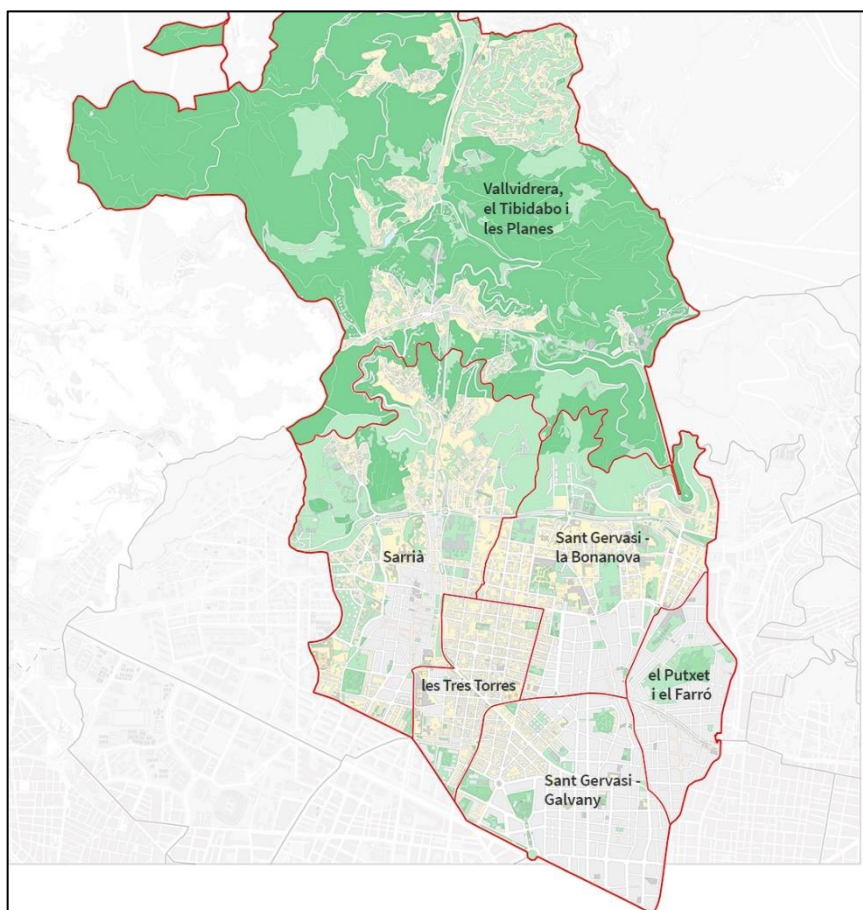 Vallvidrera,
el Tibidabo i
les Planes
Sant Gervasi -
la Bonanova
Sarrià
el Putxet
i el Farró
les Tres Torres
Sant Gervasi -
Galvany